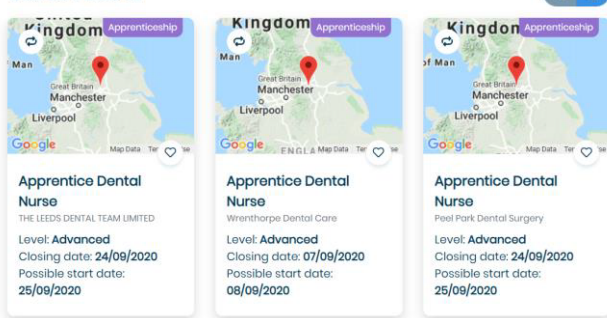 United
Kingdom
Apprenticeship
Man
Great Britain
Manchester
Liverpool
Google
Map Data
Apprentice Dental
Nurse
THE LEEDS DENTAL TEAM LIMITED
Level: Advanced
Closing date: 24/09/2020
Possible start date:
25/09/2020
Kingdom
Apprenticeship
Man
Great Britain
Manchester
Liverpool
Google
ENGLA
Map Data
Apprentice Dental
Nurse
Wrenthorpe Dental Care
Level: Advanced
Closing date: 07/09/2020
Possible start date:
08/09/2020
Kingdon
Apprenticeship
of Man
Great Britain
Manchester
Liverpool
Google
Map Data
Apprentice Dental
Nurse
Peel Park Dental Surgery
Level: Advanced
Closing date: 24/09/2020
Possible start date:
25/09/2020